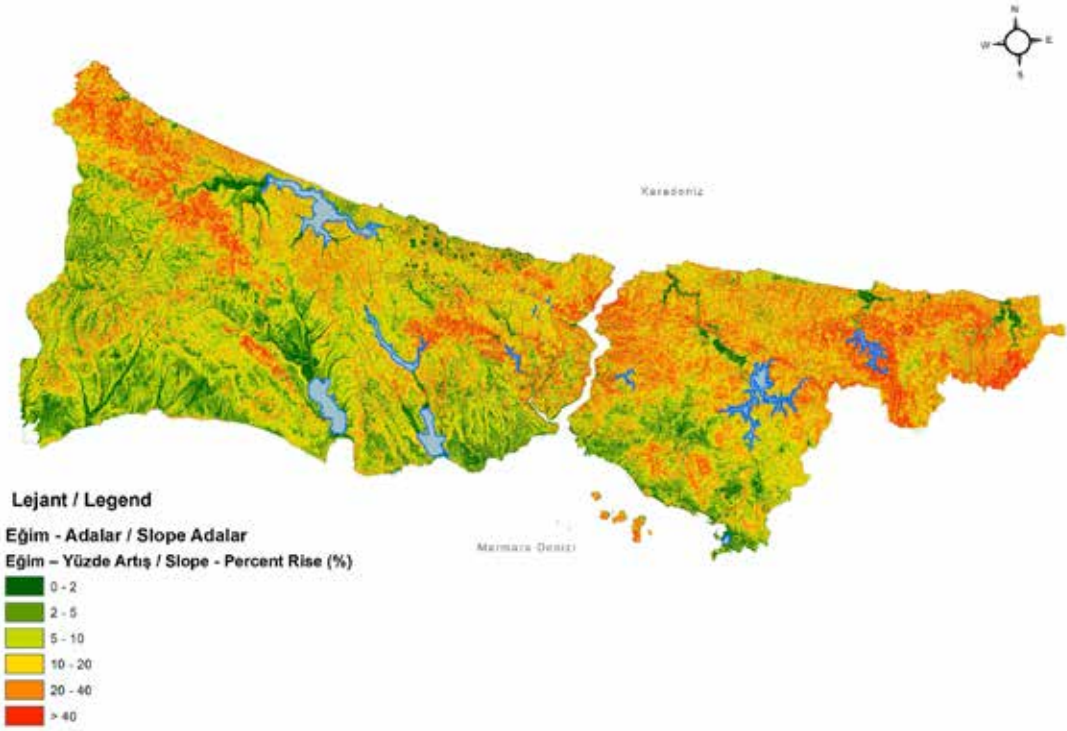 N
W
E
S
Karadeniz
Lejant / Legend
Eğim - Adalar / Slope Adalar
Marmara Denizi
Eğim – Yüzde Artış / Slope - Percent Rise (%)
0 - 2
2 - 5
5 - 10
10 - 20
20 - 40
> 40